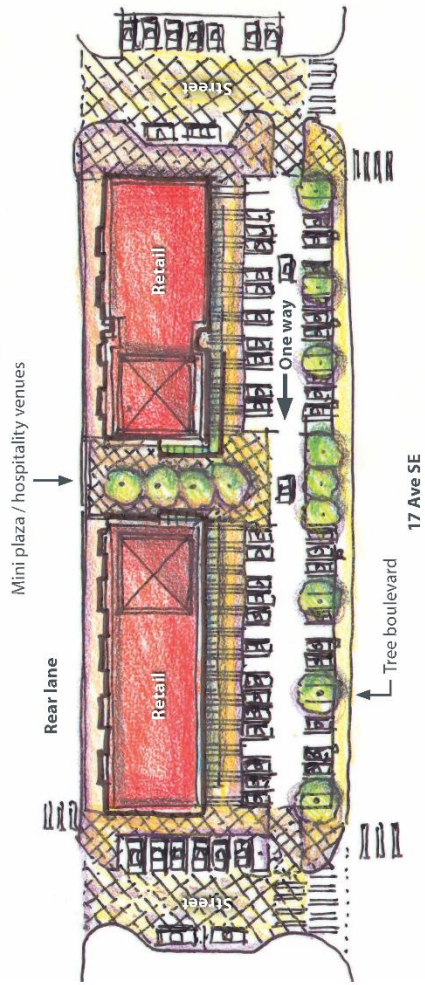 Mini plaza / hospitality venues
Rear lane
Street
Retail
Retail
Street
One way
Tree boulevard
17 Ave SE